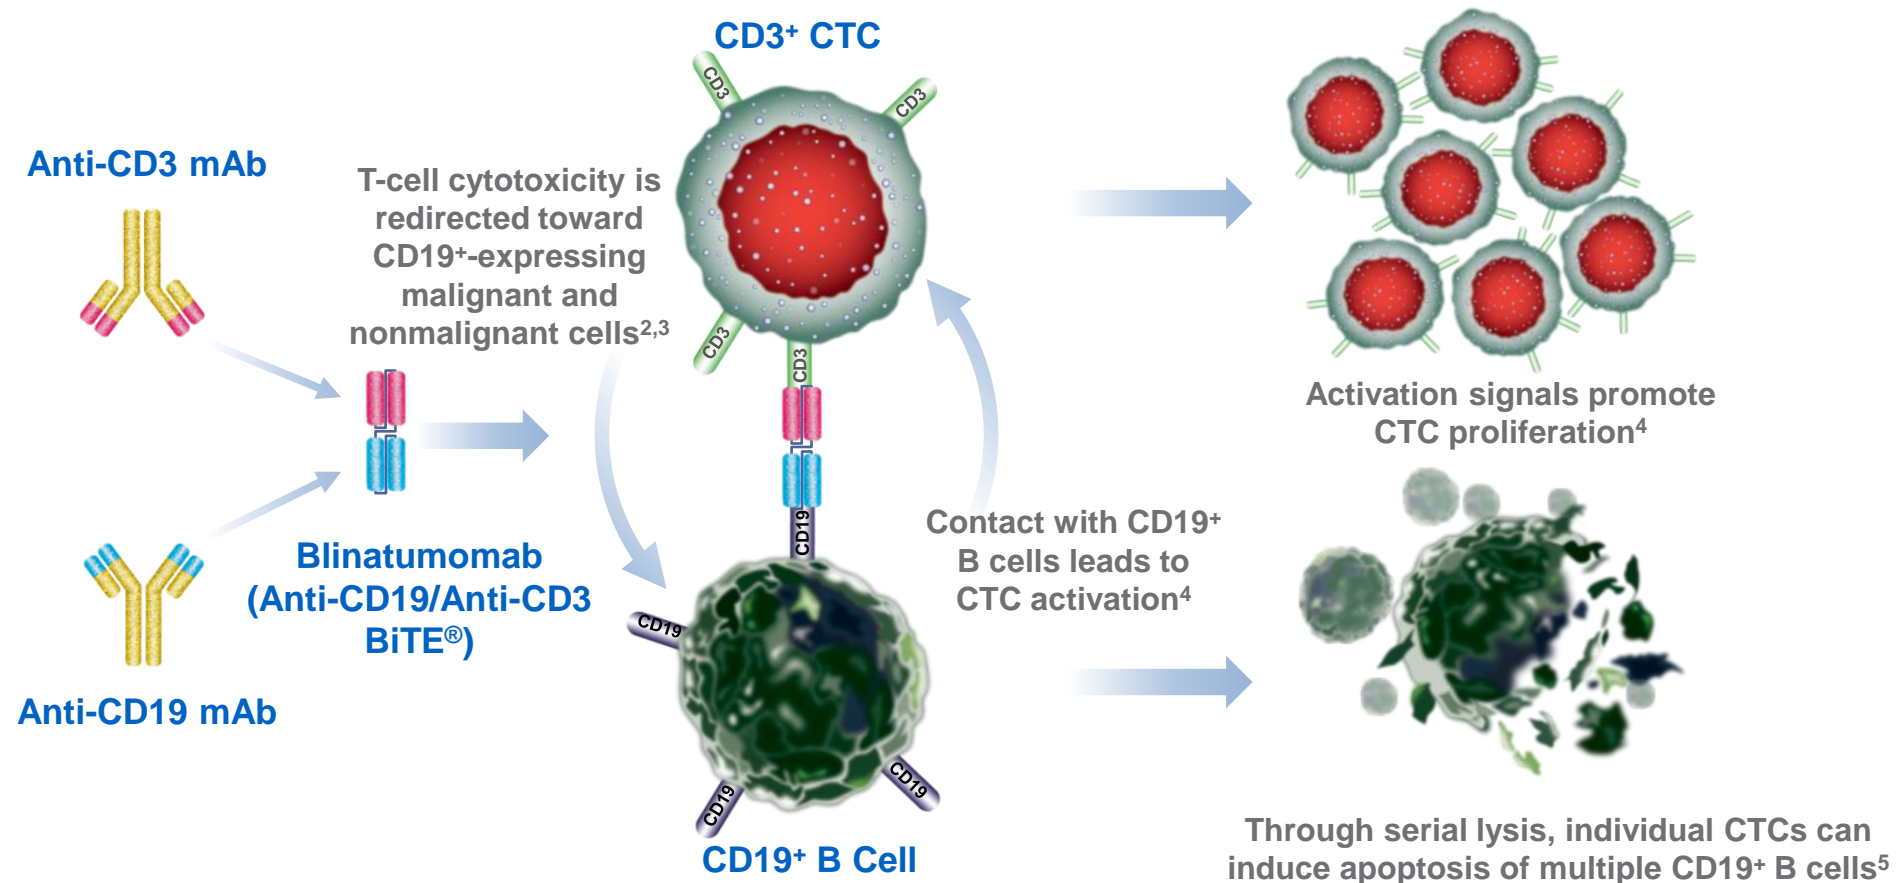 CD3⁺ CTC
CD3
CD3
CD3
CD3
Anti-CD3 mAb
T-cell cytotoxicity is
redirected toward
CD19⁺-expressing
malignant and
nonmalignant cells²,³
Blinatumomab
(Anti-CD19/Anti-CD3
BiTE®)
Anti-CD19 mAb
CD19
CD19
CD19
CD19
CD19⁺ B Cell
Contact with CD19⁺
B cells leads to
CTC activation⁴
Activation signals promote
CTC proliferation⁴
Through serial lysis, individual CTCs can
induce apoptosis of multiple CD19⁺ B cells⁵